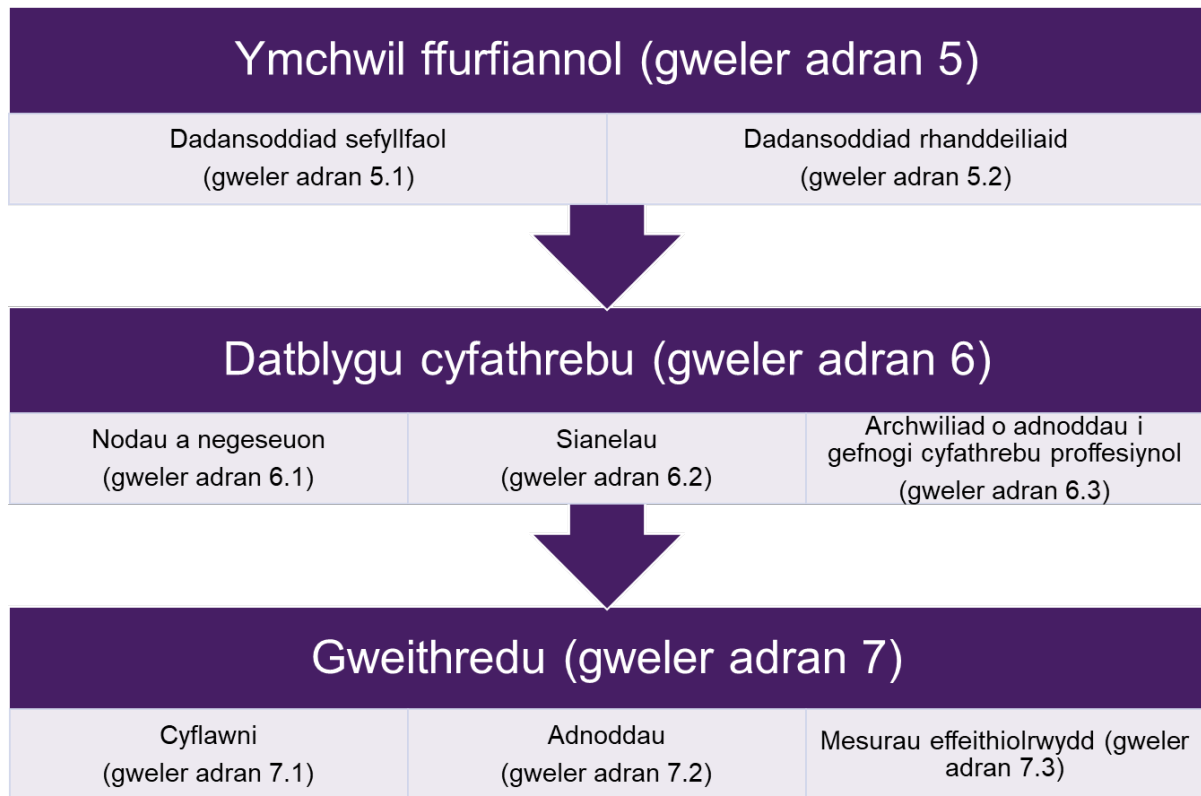 Ymchwil ffurfiannol (gweler adran 5)
Dadansoddiad sefyllfaol
(gweler adran 5.1)
Dadansoddiad rhanddeiliaid
(gweler adran 5.2)
Datblygu cyfathrebu (gweler adran 6)
Nodau a negeseuon
(gweler adran 6.1)
Sianelau
(gweler adran 6.2)
Archwiliad o adnoddau i
gefnogi cyfathrebu proffesiynol
(gweler adran 6.3)
Gweithredu (gweler adran 7)
Cyflawni
(gweler adran 7.1)
Adnoddau
(gweler adran 7.2)
Mesurau effeithiolrwydd (gweler
adran 7.3)